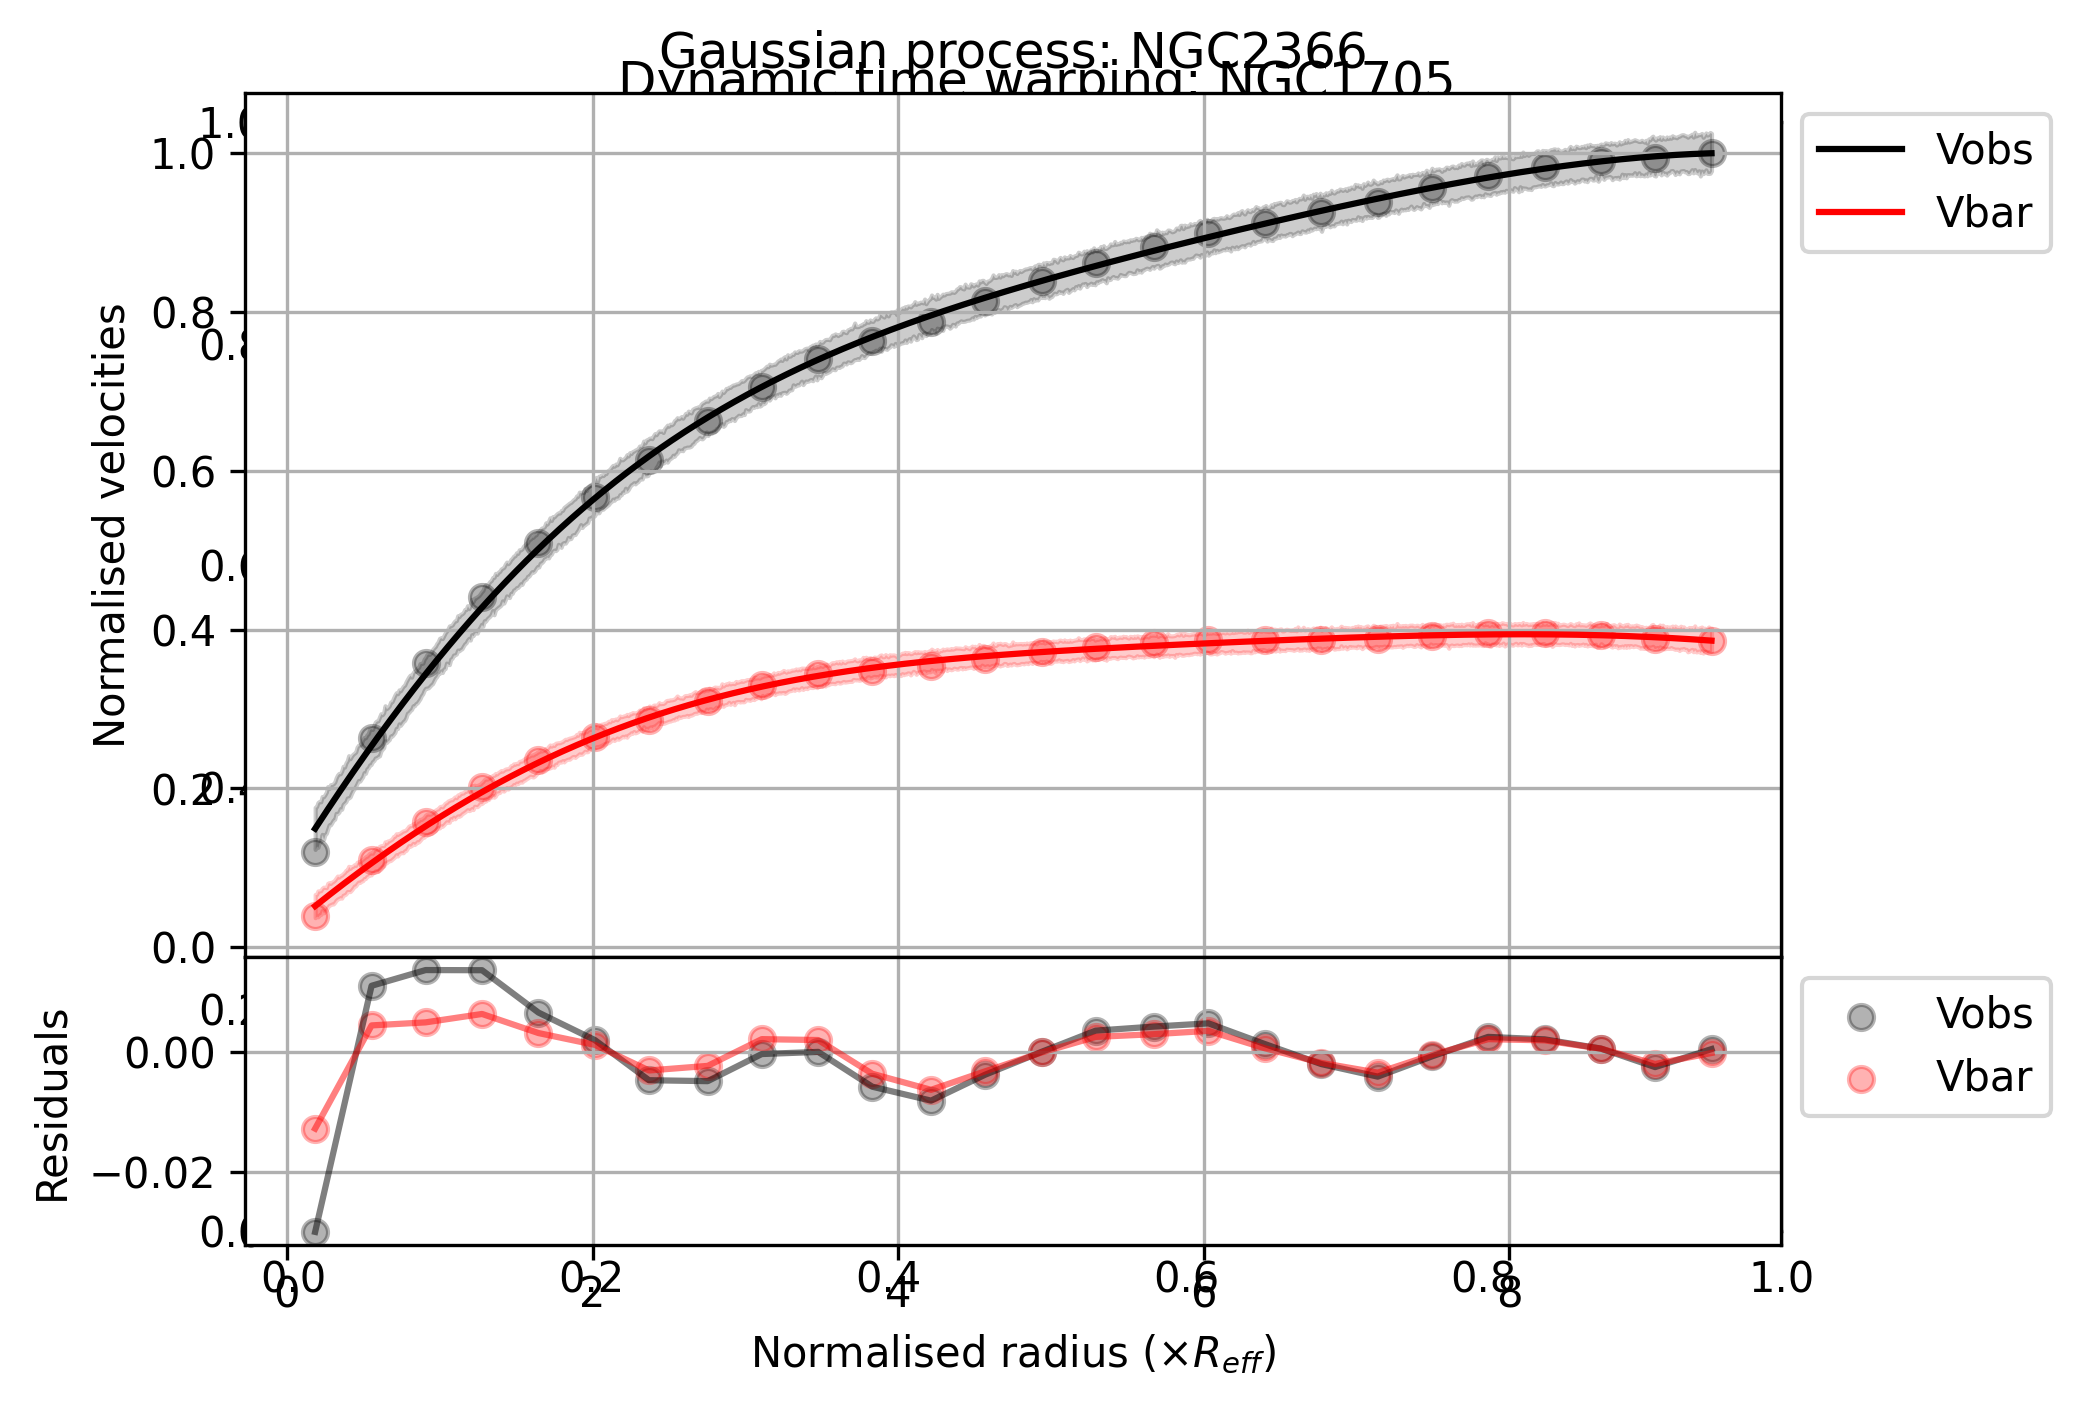 Gaussian process: NGC2366
Dynamic time warping: NGC1705
1.0
0.8
0.6
0.4
0.2
0.0
Normalised velocities
Vobs
Vbar
0.00
−0.02
Residuals
Vobs
Vbar
0.0 0.2 0.4 0.6 0.8 1.0
0 2 4 6 8
Normalised radius (×R_eff)